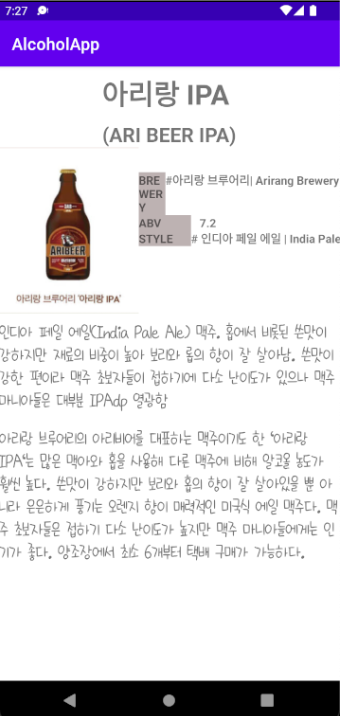 7:27
AlcoholApp
아리랑 IPA
(ARI BEER IPA)
BRE
WER
Y
#아리랑 브루어리| Arirang Brewery
ABV 7.2
STYLE # 인디아 페일 에일 | India Pale
ARIBEER
아리랑 브루어리 '아리랑 IPA'
인디아 페일 에일(India Pale Ale) 맥주. 홉에서 비롯된 쓴맛이
강하지만 재료의 비중이 높아 보리와 홉의 향이 잘 살아남. 쓴맛이
강한 편이라 맥주 초보자들이 접하기에 다소 난이도가 있으나 맥주
마니아들은 대부분 IPAdp 열광함
아리랑 브루어리의 아리비어를 대표하는 맥주이기도 한 '아리랑
IPA'는 많은 맥아와 홉을 사용해 다른 맥주에 비해 알코올 농도가
훨씬 높다. 쓴맛이 강하지만 보리와 홉의 향이 잘 살아있을 뿐 아
니라 은은하게 풍기는 오렌지 향이 매력적인 미국식 에일 맥주다. 맥
주 초보자들은 접하기 다소 난이도가 높지만 맥주 마니아들에게는 인
기가 좋다. 양조장에서 최소 6개부터 택배 구매가 가능하다.